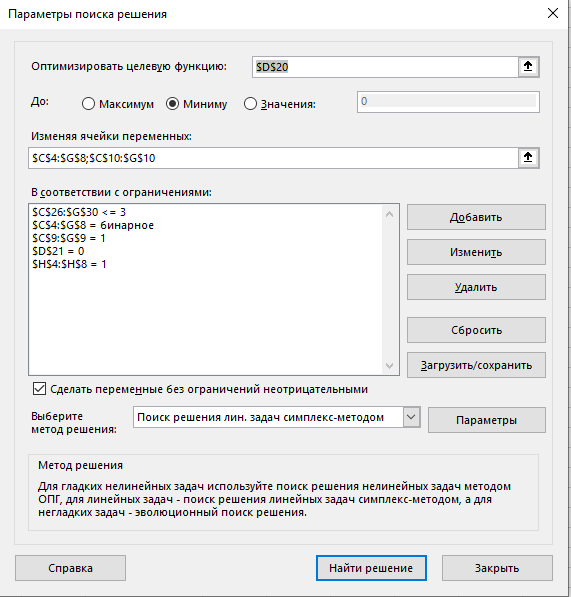 Параметры поиска решения
Оптимизировать целевую функцию:
$D$20
До:
Максимум
Миниму
Значения:
0
Изменяя ячейки переменных:
$C$4:$G$8;$C$10:$G$10
В соответствии с ограничениями:
$C$26:$G$30 <= 3
$C$4:$G$8 = бинарное
$C$9:$G$9 = 1
$D$21 = 0
$H$4:$H$8 = 1
Добавить
Изменить
Удалить
Сбросить
Загрузить/сохранить
Сделать переменные без ограничений неотрицательными
Выберите
метод решения:
Поиск решения лин. задач симплекс-методом
Параметры
Метод решения
Для гладких нелинейных задач используйте поиск решения нелинейных задач методом
ОПГ, для линейных задач - поиск решения линейных задач симплекс-методом, а для
негладких задач - эволюционный поиск решения.
Справка
Найти решение
Закрыть